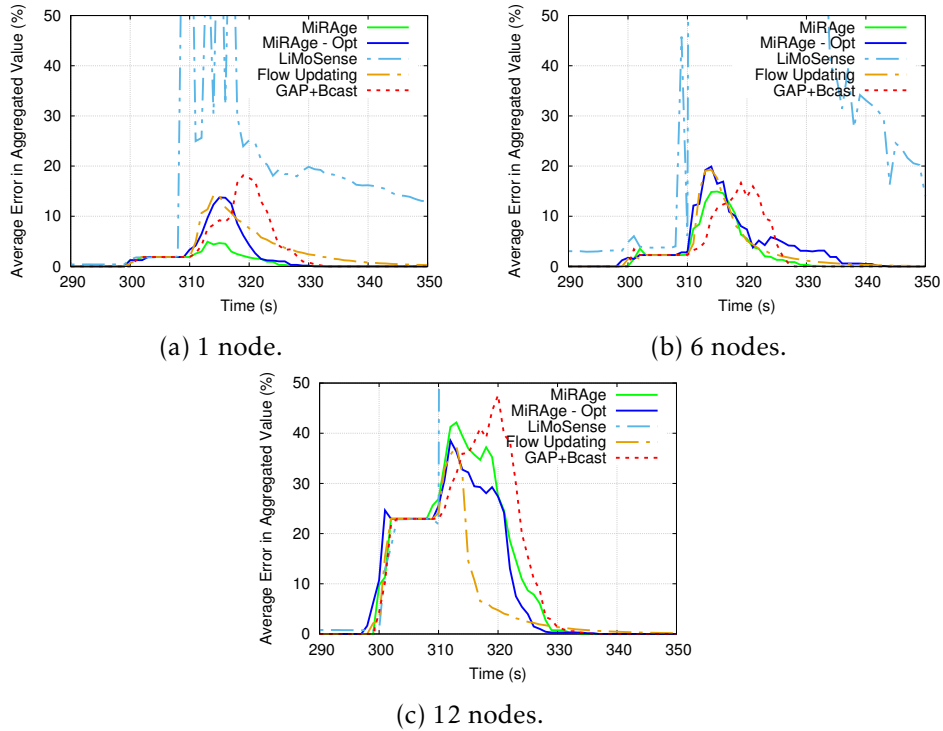 Average Error in Aggregated Value (%)
50
40
30
20
10
0
290 300 310 320 330 340 350
Time (s)
MiRAge
MiRAge - Opt
LiMoSense
Flow Updating
GAP+Bcast
(a) 1 node.
Average Error in Aggregated Value (%)
50
40
30
20
10
0
290 300 310 320 330 340 350
Time (s)
MiRAge
MiRAge - Opt
LiMoSense
Flow Updating
GAP+Bcast
(b) 6 nodes.
Average Error in Aggregated Value (%)
50
40
30
20
10
0
290 300 310 320 330 340 350
Time (s)
MiRAge
MiRAge - Opt
LiMoSense
Flow Updating
GAP+Bcast
(c) 12 nodes.